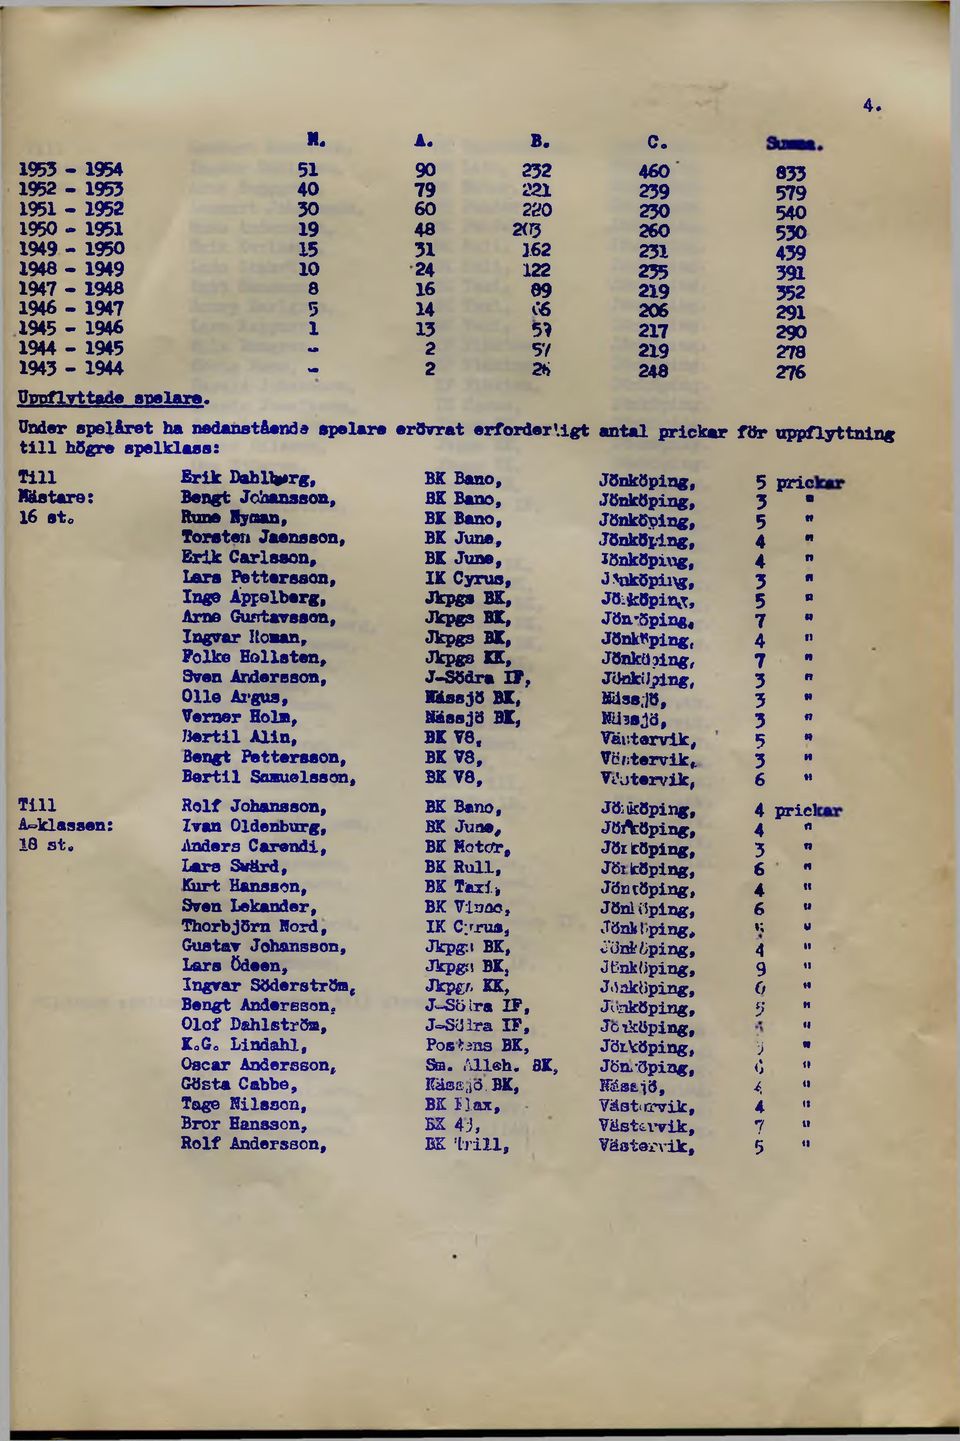 4.
M. A. B. C. Summa.
1953 - 1954 51 90 232 460 833
1952 - 1953 40 79 221 239 579
1951 - 1952 30 60 220 230 540
1950 - 1951 19 48 203 260 530
1949 - 1950 15 31 162 231 439
1948 - 1949 10 24 122 235 391
1947 - 1948 8 16 89 219 352
1946 - 1947 5 14 66 206 291
1945 - 1946 1 13 59 217 290
1944 - 1945 - 2 57 219 278
1943 - 1944 - 2 26 248 276
Uppflyttade spelare.
Under spelåret ha nedanstående spelare erövrat erforderligt antal prickar för uppflyttning
till högre spelklass:
Till Erik Dahlberg, BK Bano, Jönköping, 5 prickar
Mästare: Bengt Johansson, BK Bano, Jönköping, 3 "
16 st. Rune Nyman, BK Bano, Jönköping, 5 "
Torsten Jaensson, BK June, Jönköping, 4 "
Erik Carlsson, BK June, Jönköping, 4 "
Lars Pettersson, IK Cyrus, Jönköping, 3 "
Inge Appelberg, Jkpgs BK, Jönköping, 5 "
Arne Gustavsson, Jkpgs BK, Jönköping, 7 "
Ingvar Homan, Jkpgs BK, Jönköping, 4 "
Folke Hollsten, Jkpgs KK, Jönköping, 7 "
Sven Andersson, J-Södra IF, Jönköping, 3 "
Olle Argus, Nässjö BK, Nässjö, 3 "
Verner Holm, Nässjö BK, Nässjö, 3 "
Bertil Alin, BK V8, Västervik, 5 "
Bengt Pettersson, BK V8, Västervik, 3 "
Bertil Samuelsson, BK V8, Västervik, 6 "
Till Rolf Johansson, BK Bano, Jönköping, 4 prickar
A-klassen: Ivan Oldenburg, BK June, Jönköping, 4 "
18 st. Anders Carendi, BK Motor, Jönköping, 3 "
Lars Swärd, BK Rull, Jönköping, 6 "
Kurt Hansson, BK Taxi, Jönköping, 4 "
Sven Lekander, BK Vinco, Jönköping, 6 "
Thorbjörn Nord, IK Cyrus, Jönköping, "
Gustav Johansson, Jkpgs BK, Jönköping, 4 "
Lars Ödeen, Jkpgs BK, Jönköping, 9 "
Ingvar Söderström, Jkpgs KK, Jönköping, "
Bengt Andersson, J-Södra IF, Jönköping, 5 "
Olof Dahlström, J-Södra IF, Jönköping, "
K.G. Lindahl, Postens BK, Jönköping, "
Oscar Andersson, Sm. Alleh. BK, Jönköping, "
Gösta Cabbe, Nässjö BK, Nässjö, 4 "
Tage Nilsson, BK Flax, Västervik, 4 "
Bror Hansson, BK Västervik, 7 "
Rolf Andersson, BK Västervik, 5 "